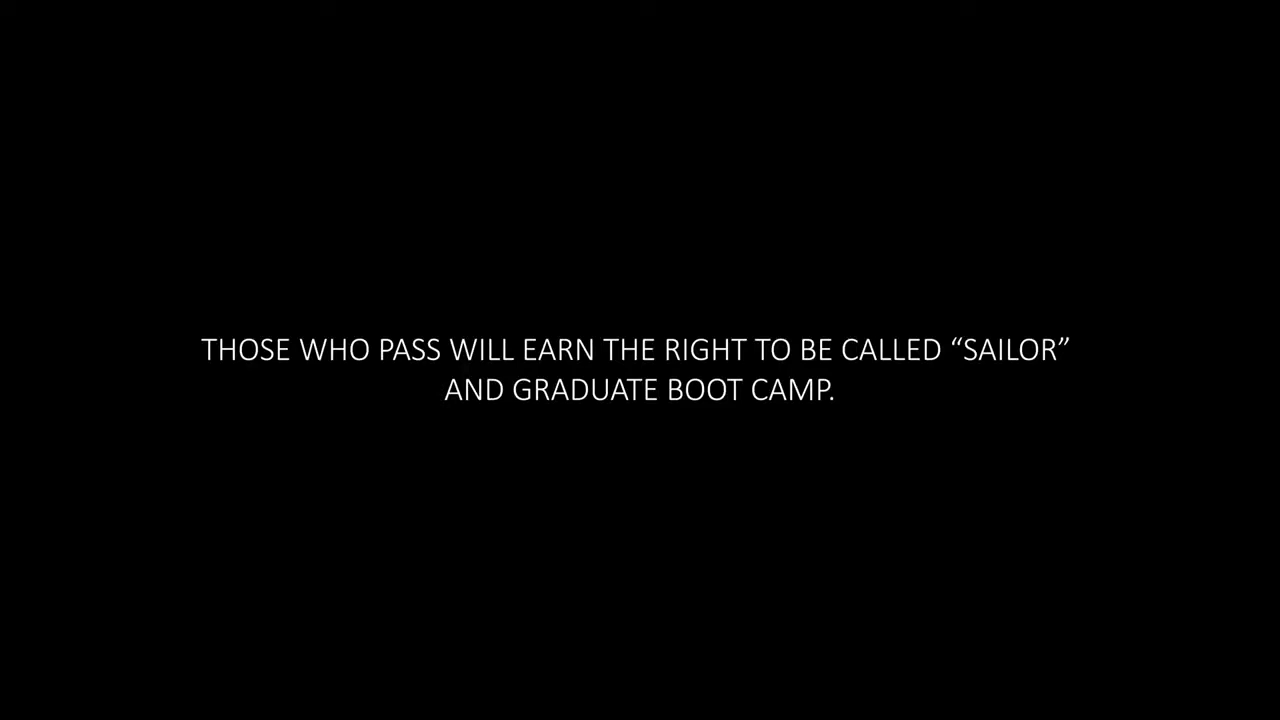 THOSE WHO PASS WILL EARN THE RIGHT TO BE CALLED “SAILOR”
AND GRADUATE BOOT CAMP.